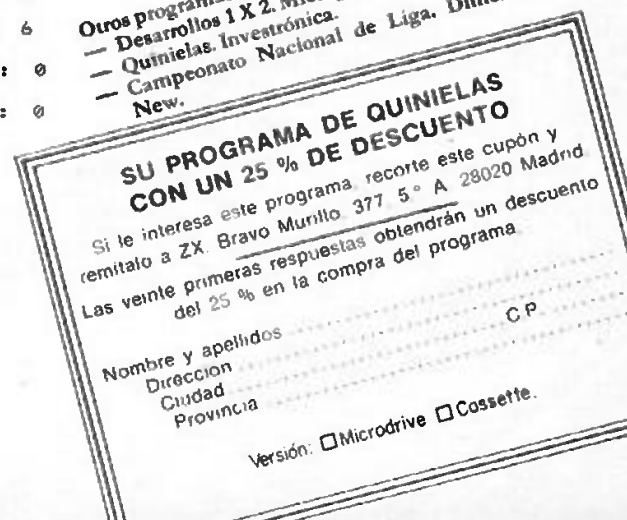 6
: 0
: 0
Otros
— Desarrollos 1 X 2.
— Quinielas. Investrónica.
— Campeonato Nacional de Liga.
New.
SU PROGRAMA DE QUINIELAS
CON UN 25 % DE DESCUENTO
Si le interesa este programa, recorte este cupón y
remítalo a ZX. Bravo Murillo, 377, 5.º A. 28020 Madrid.
Las veinte primeras respuestas obtendrán un descuento
del 25 % en la compra del programa.
Nombre y apellidos
Dirección
C P
Ciudad
Provincia
Versión: ☐ Microdrive ☐ Cassette.